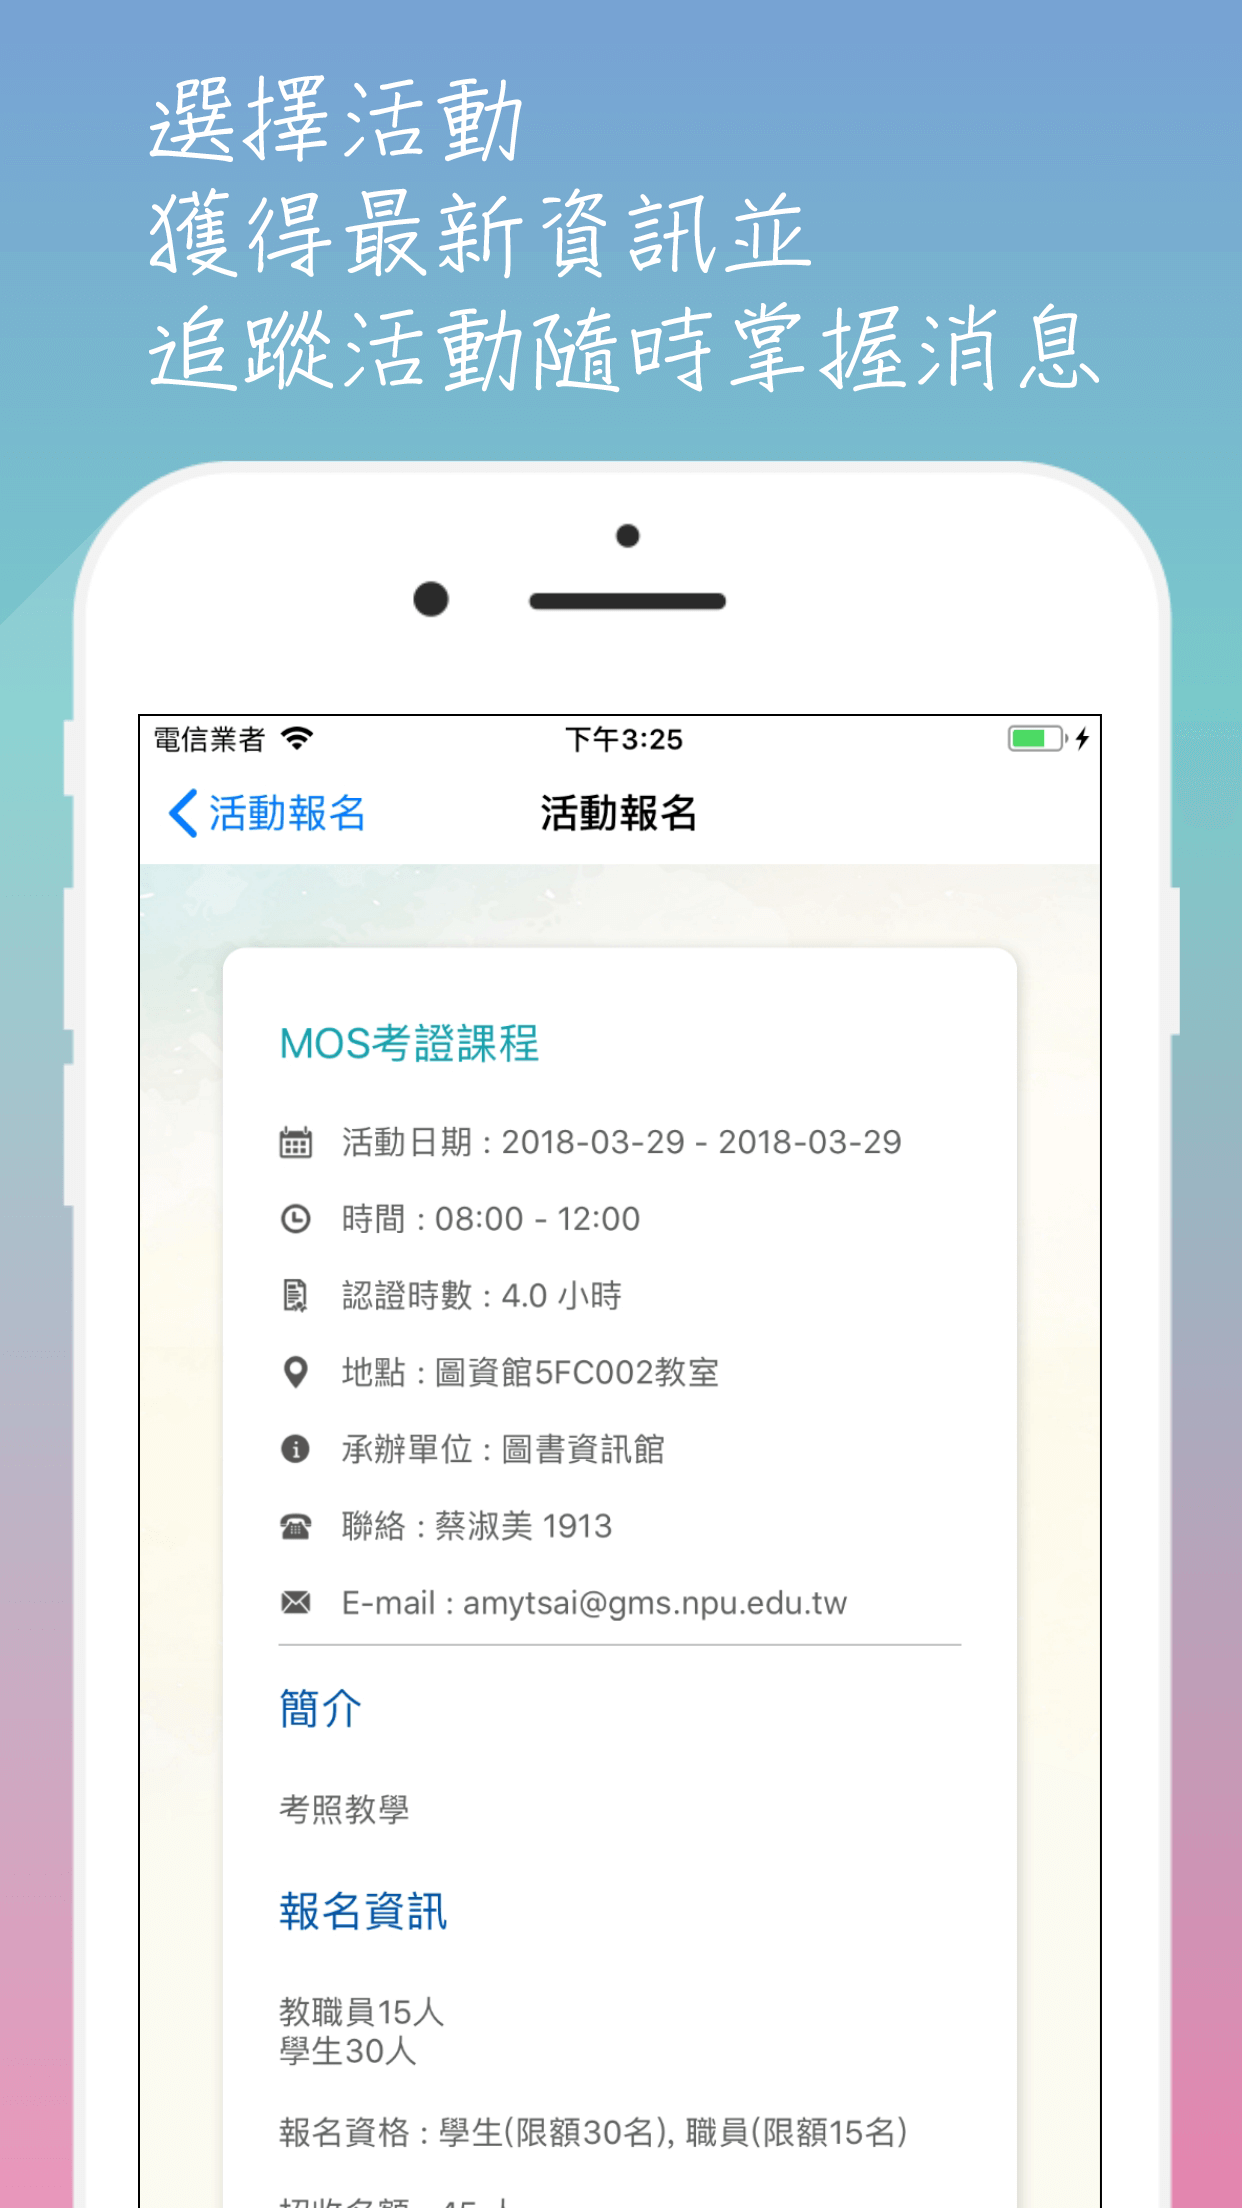 選擇活動
獲得最新資訊並
追蹤活動隨時掌握消息
電信業者 下午3:25
活動報名 活動報名
MOS考證課程
活動日期 : 2018-03-29 - 2018-03-29
時間 : 08:00 - 12:00
認證時數 : 4.0 小時
地點 : 圖資館5FC002教室
承辦單位 : 圖書資訊館
聯絡 : 蔡淑美 1913
E-mail : amytsai@gms.npu.edu.tw
簡介
考照教學
報名資訊
教職員15人
學生30人
報名資格 : 學生(限額30名), 職員(限額15名)